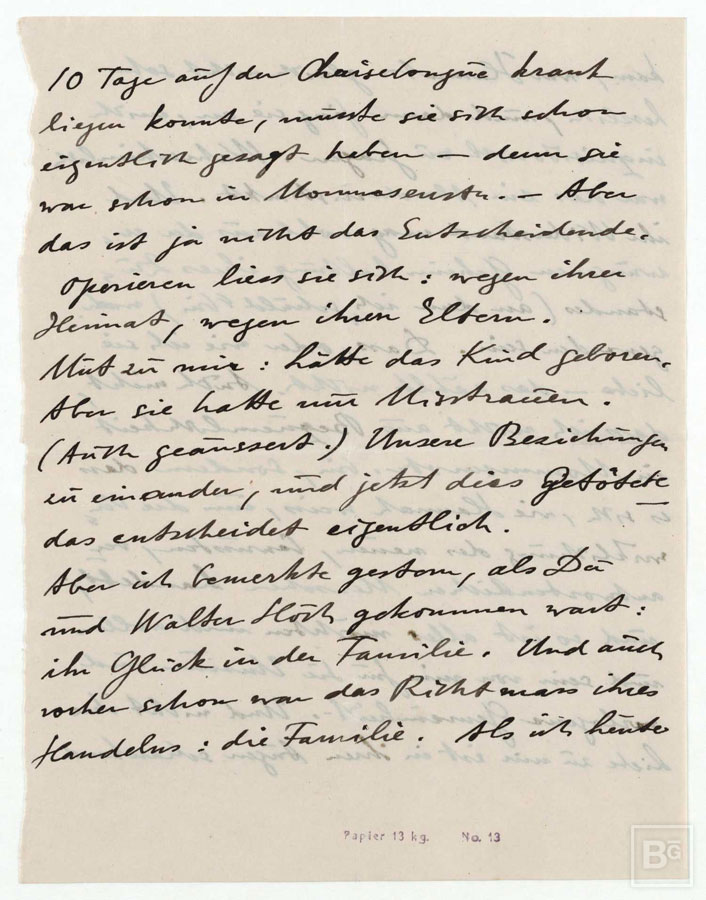 10 Tage auf der Chaiselongue krank
liegen konnte, musste sie sich schon
eigentlich gesagt haben – denn sie
war schon in Mommsenstr. – Aber
das ist ja nicht das Entscheidende.
Operieren liess sie sich: wegen ihrer
Heimat, wegen ihren Eltern.
Mut zu mir: hätte das Kind geboren.
Aber sie hatte nur Misstrauen.
(Auch geäussert.) Unsere Beziehungen
zu einander, und jetzt dies Getötete
das entscheidet eigentlich.
Aber ich bemerkte gestern, als Du
und Walter Höch gekommen wart:
ihr Glück in der Familie. Und auch
vorher schon war das Richtmass ihres
Handelns: die Familie. Als ich heute
Papier 13 kg. No. 13
BG